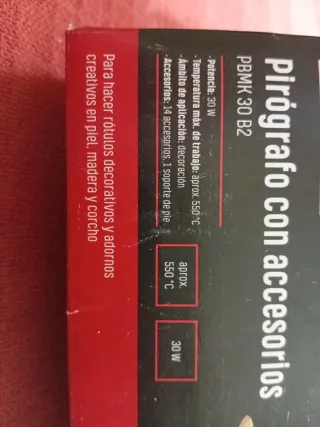 Pirógrafo con accesorios
PBMK 30 B2
· Potencia: 30 W
· Temperatura máx. de trabajo: aprox. 550 °C
· Ámbito de aplicación: decoración
· Accesorios: 14 accesorios, 1 soporte de pie
aprox.
550 °C
30 W
Para hacer rótulos decorativos y adornos
creativos en piel, madera y corcho